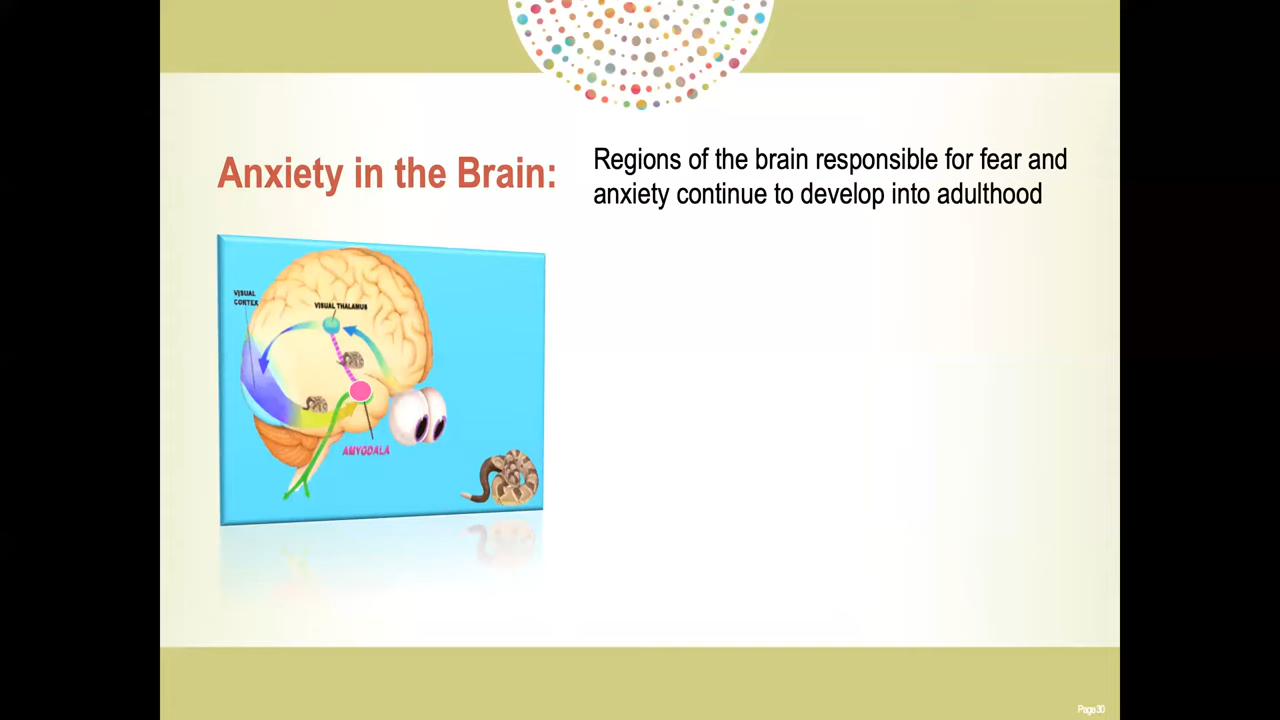 Anxiety in the Brain:
Regions of the brain responsible for fear and
anxiety continue to develop into adulthood
VISUAL
CORTEX
VISUAL THALAMUS
AMYGDALA
Page 30